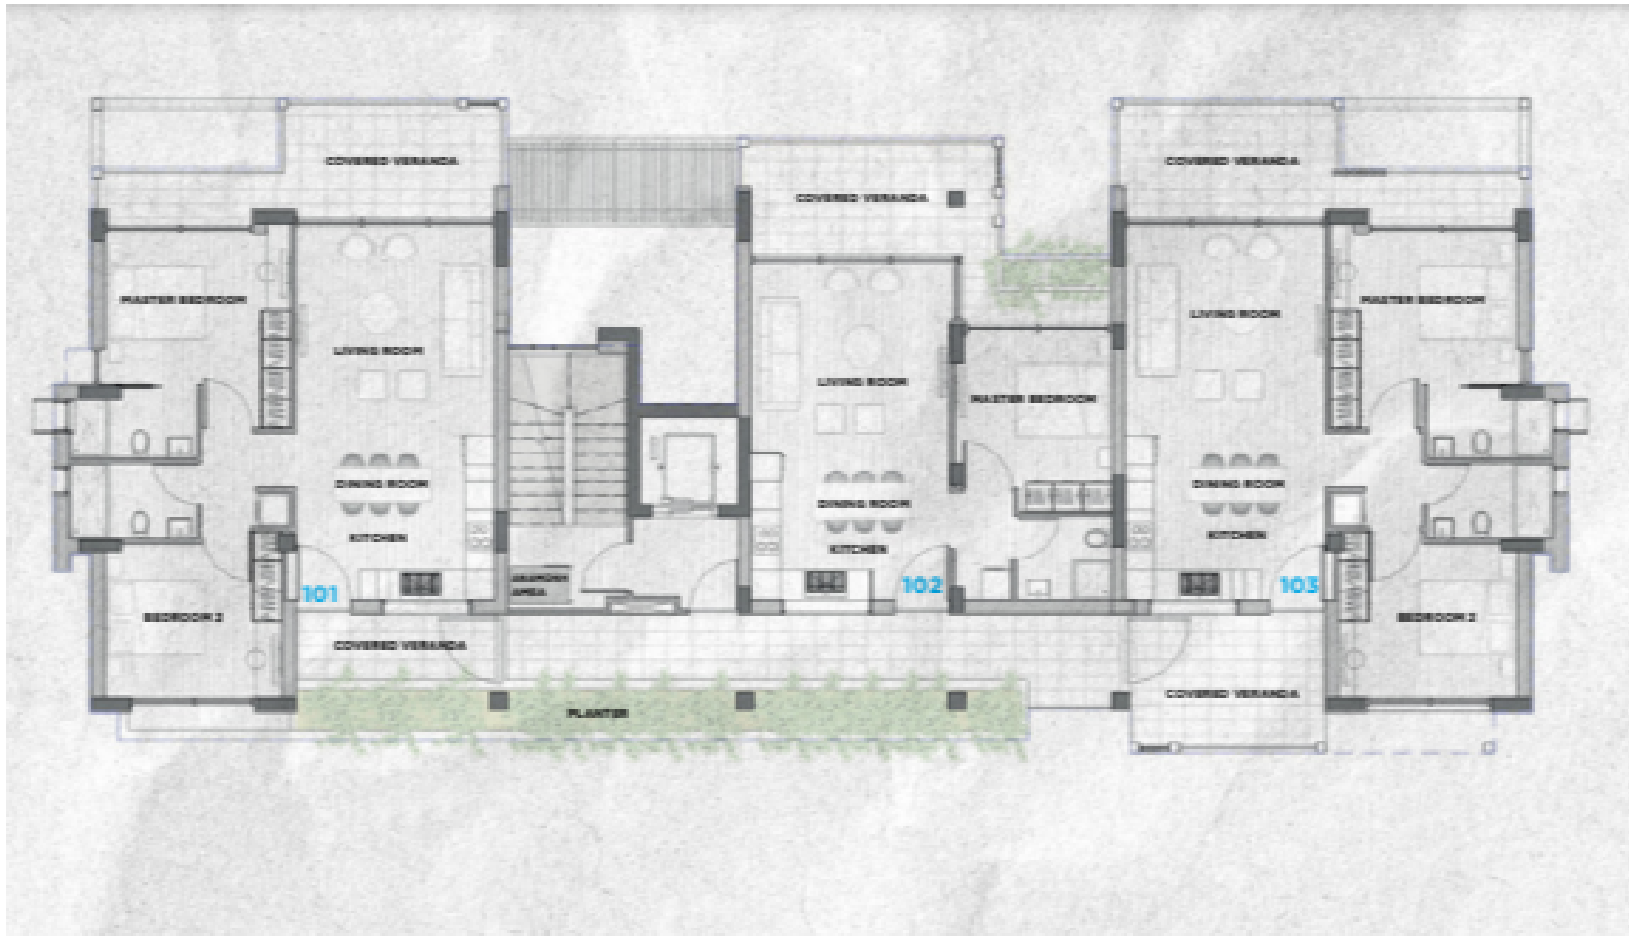 COVERED VERANDA
COVERED VERANDA
COVERED VERANDA
MASTER BEDROOM
LIVING ROOM
LIVING ROOM
MASTER BEDROOM
LIVING ROOM
MASTER BEDROOM
DINING ROOM
DINING ROOM
DINING ROOM
KITCHEN
KITCHEN
KITCHEN
101
102
103
BEDROOM 2
BEDROOM 2
COVERED VERANDA
COVERED VERANDA
PLANTER